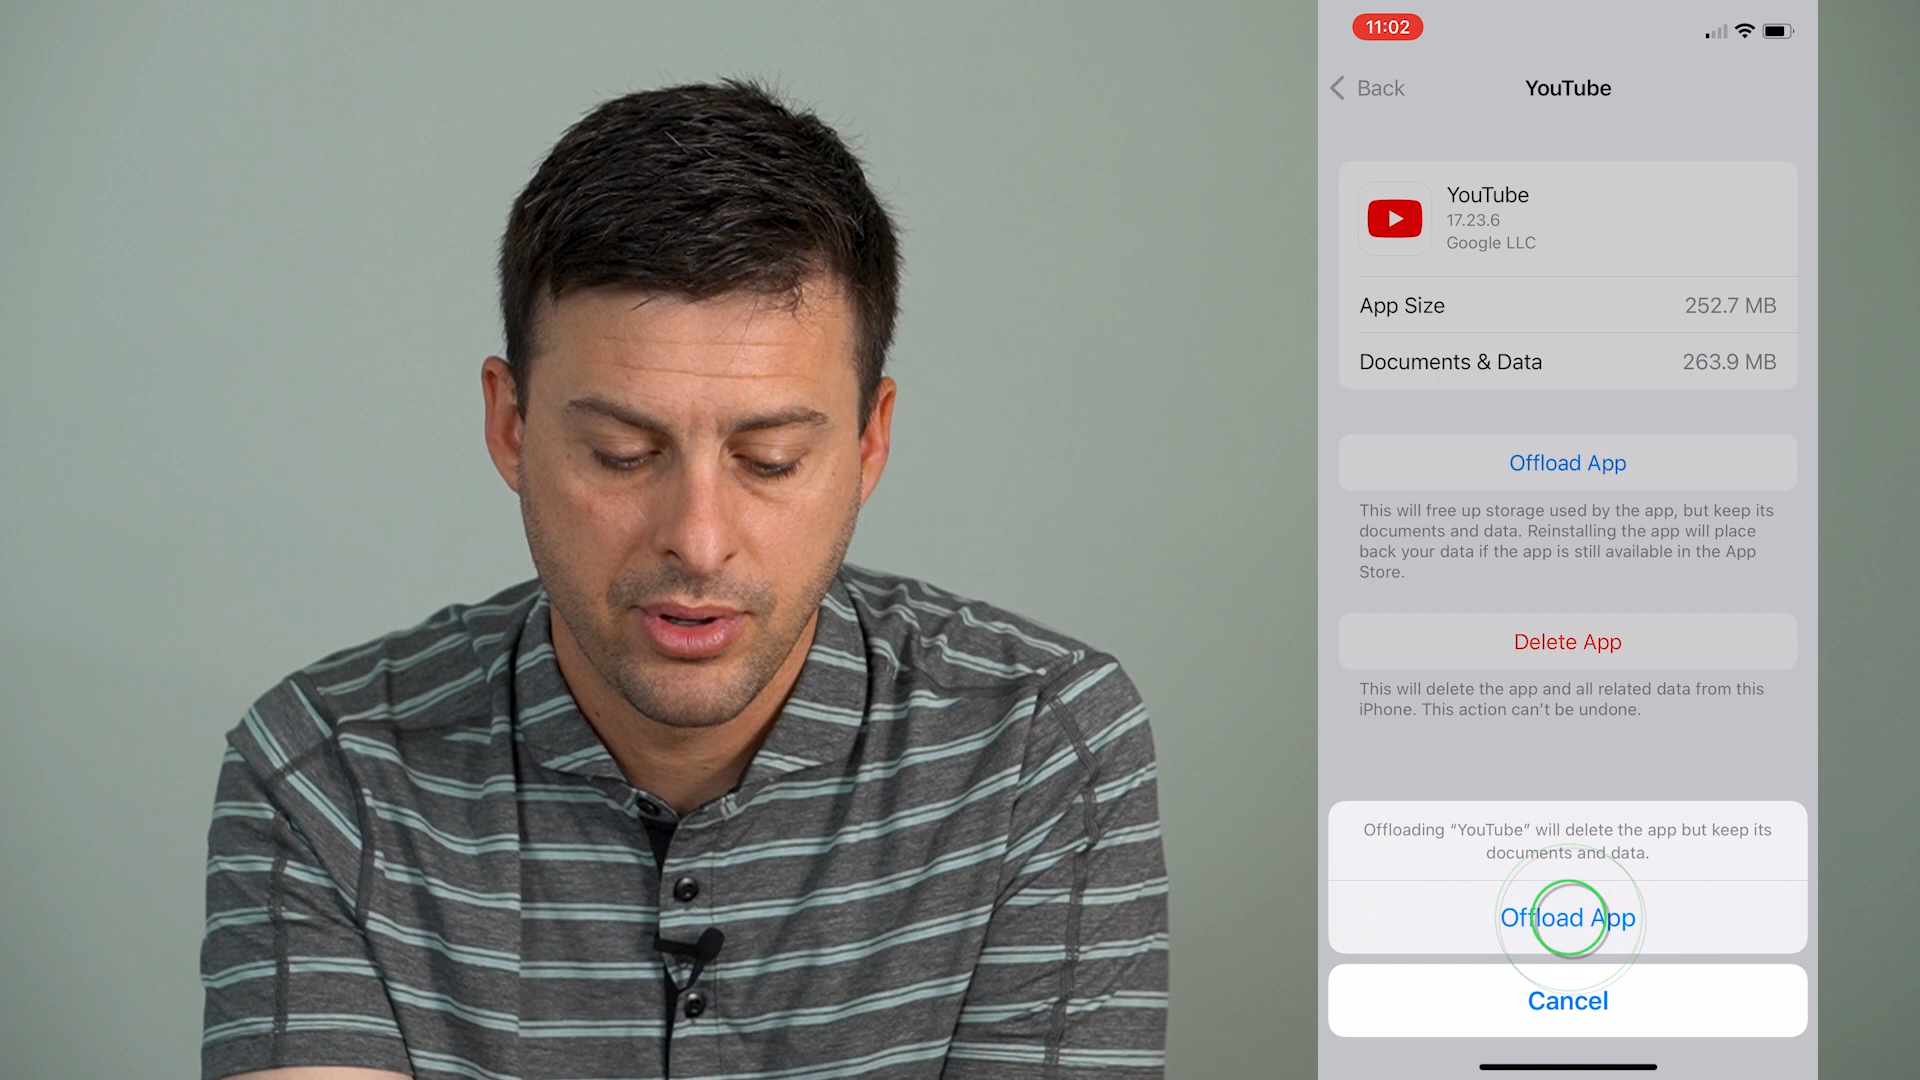 11:02
Back
YouTube
YouTube
17.23.6
Google LLC
App Size 252.7 MB
Documents & Data 263.9 MB
Offload App
This will free up storage used by the app, but keep its
documents and data. Reinstalling the app will place
back your data if the app is still available in the App
Store.
Delete App
This will delete the app and all related data from this
iPhone. This action can’t be undone.
Offloading “YouTube” will delete the app but keep its
documents and data.
Offload App
Cancel